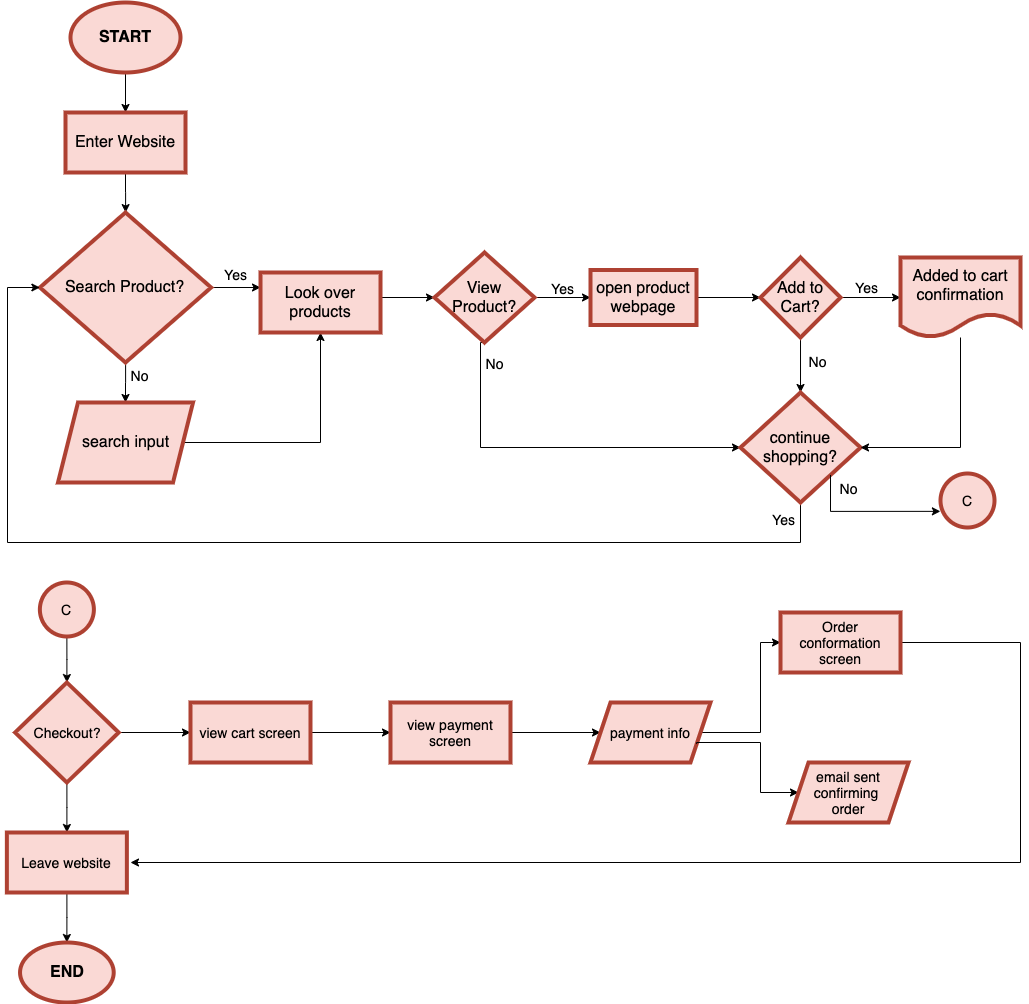 START
Enter Website
Search Product?
Yes
Look over
products
View
Product?
Yes
open product
webpage
Add to
Cart?
Yes
Added to cart
confirmation
No
No
No
search input
continue
shopping?
No
C
Yes
C
Checkout?
view cart screen
view payment
screen
payment info
Order
conformation
screen
email sent
confirming
order
Leave website
END